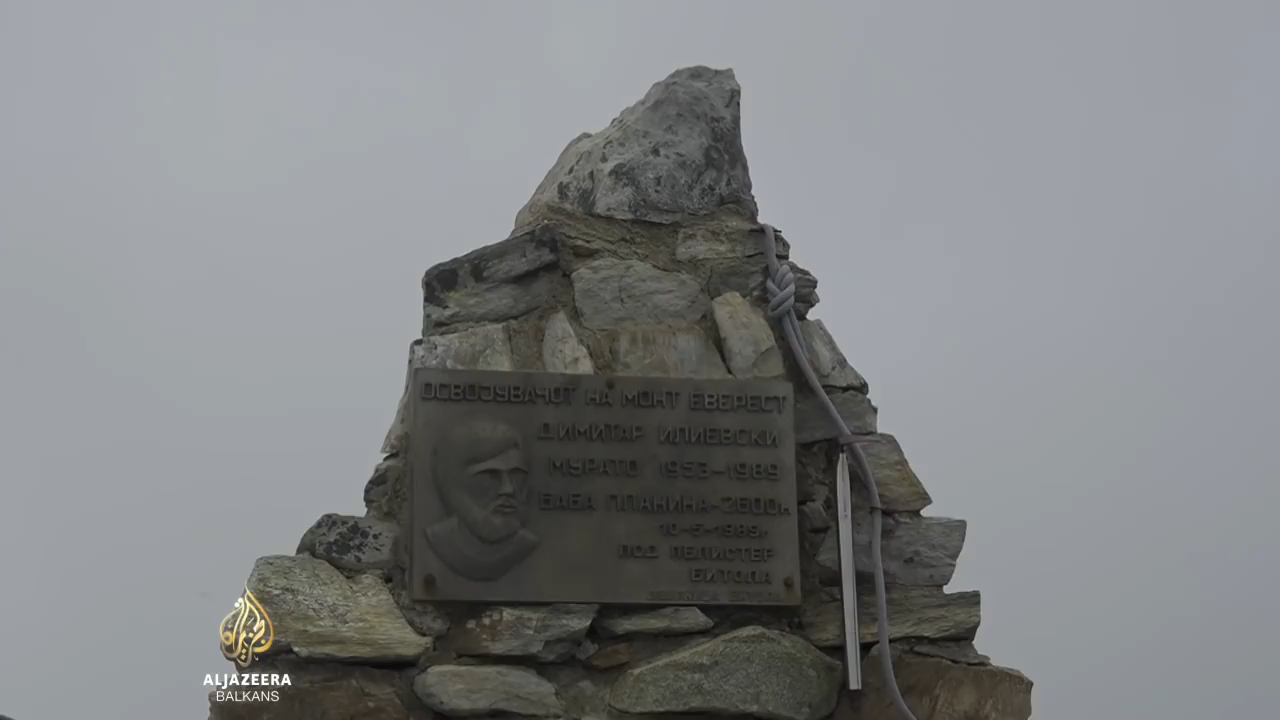 ОСВОЈУВАЧОТ НА МОНТ ЕВЕРЕСТ
ДИМИТАР ИЛИЕВСКИ
МУРАТО 1953-1989
БАБА ПЛАНИНА-2600м
10-5-1989г
ПОД ПЕЛИСТЕР
БИТОЛА
ALJAZEERA
BALKANS